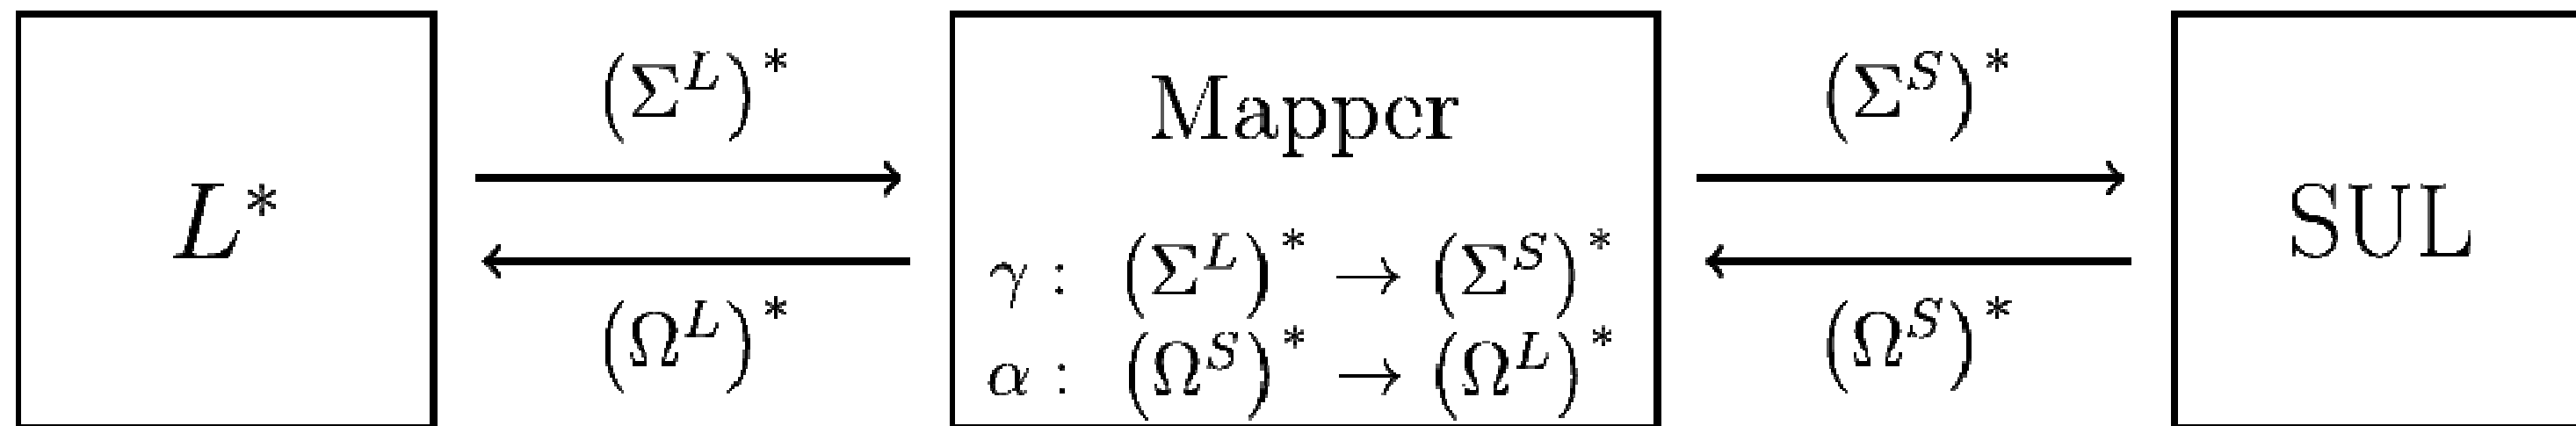 L*
(Σ^L)*
(Ω^L)*
Mapper
γ : (Σ^L)* → (Σ^S)*
α : (Ω^S)* → (Ω^L)*
(Σ^S)*
(Ω^S)*
SUL